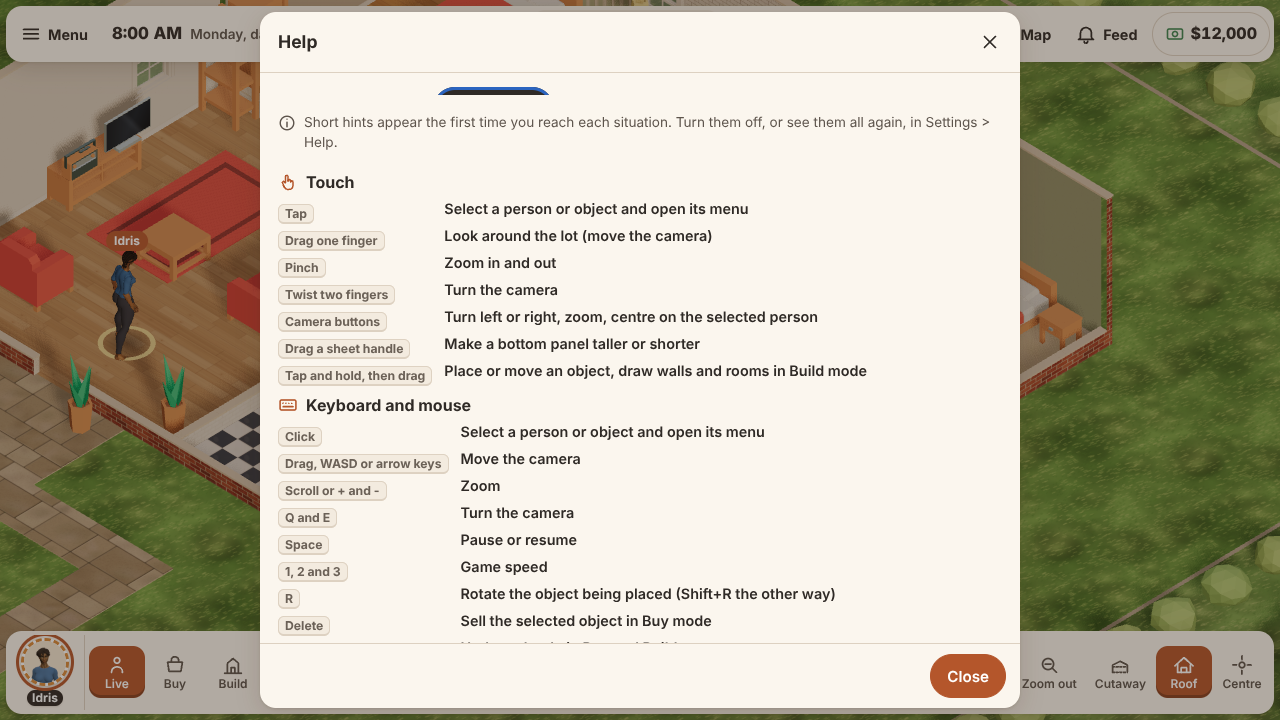 Menu
8:00 AM Monday, d
Map
Feed
$12,000
Help
Short hints appear the first time you reach each situation. Turn them off, or see them all again, in Settings >
Help.
Touch
Tap Select a person or object and open its menu
Drag one finger Look around the lot (move the camera)
Pinch Zoom in and out
Twist two fingers Turn the camera
Camera buttons Turn left or right, zoom, centre on the selected person
Drag a sheet handle Make a bottom panel taller or shorter
Tap and hold, then drag Place or move an object, draw walls and rooms in Build mode
Keyboard and mouse
Click Select a person or object and open its menu
Drag, WASD or arrow keys Move the camera
Scroll or + and - Zoom
Q and E Turn the camera
Space Pause or resume
1, 2 and 3 Game speed
R Rotate the object being placed (Shift+R the other way)
Delete Sell the selected object in Buy mode
Close
Idris
Idris
Live
Buy
Build
Zoom out
Cutaway
Roof
Centre